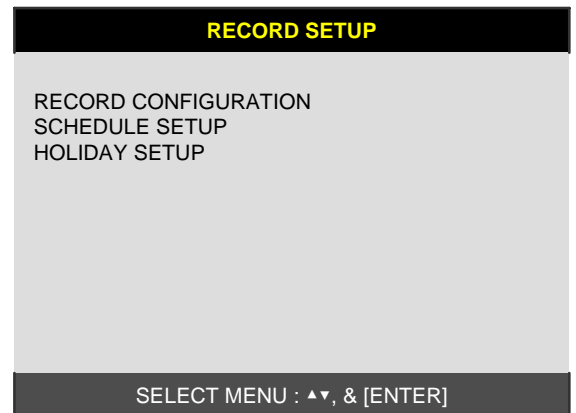 RECORD SETUP
RECORD CONFIGURATION
SCHEDULE SETUP
HOLIDAY SETUP
SELECT MENU : ▲▼, & [ENTER]